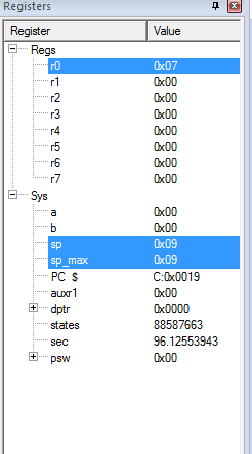 Registers
Register Value
Regs
r0 0x07
r1 0x00
r2 0x00
r3 0x00
r4 0x00
r5 0x00
r6 0x00
r7 0x00
Sys
a 0x00
b 0x00
sp 0x09
sp_max 0x09
PC $ C:0x0019
auxr1 0x00
dptr 0x0000
states 88587663
sec 96.12553943
psw 0x00